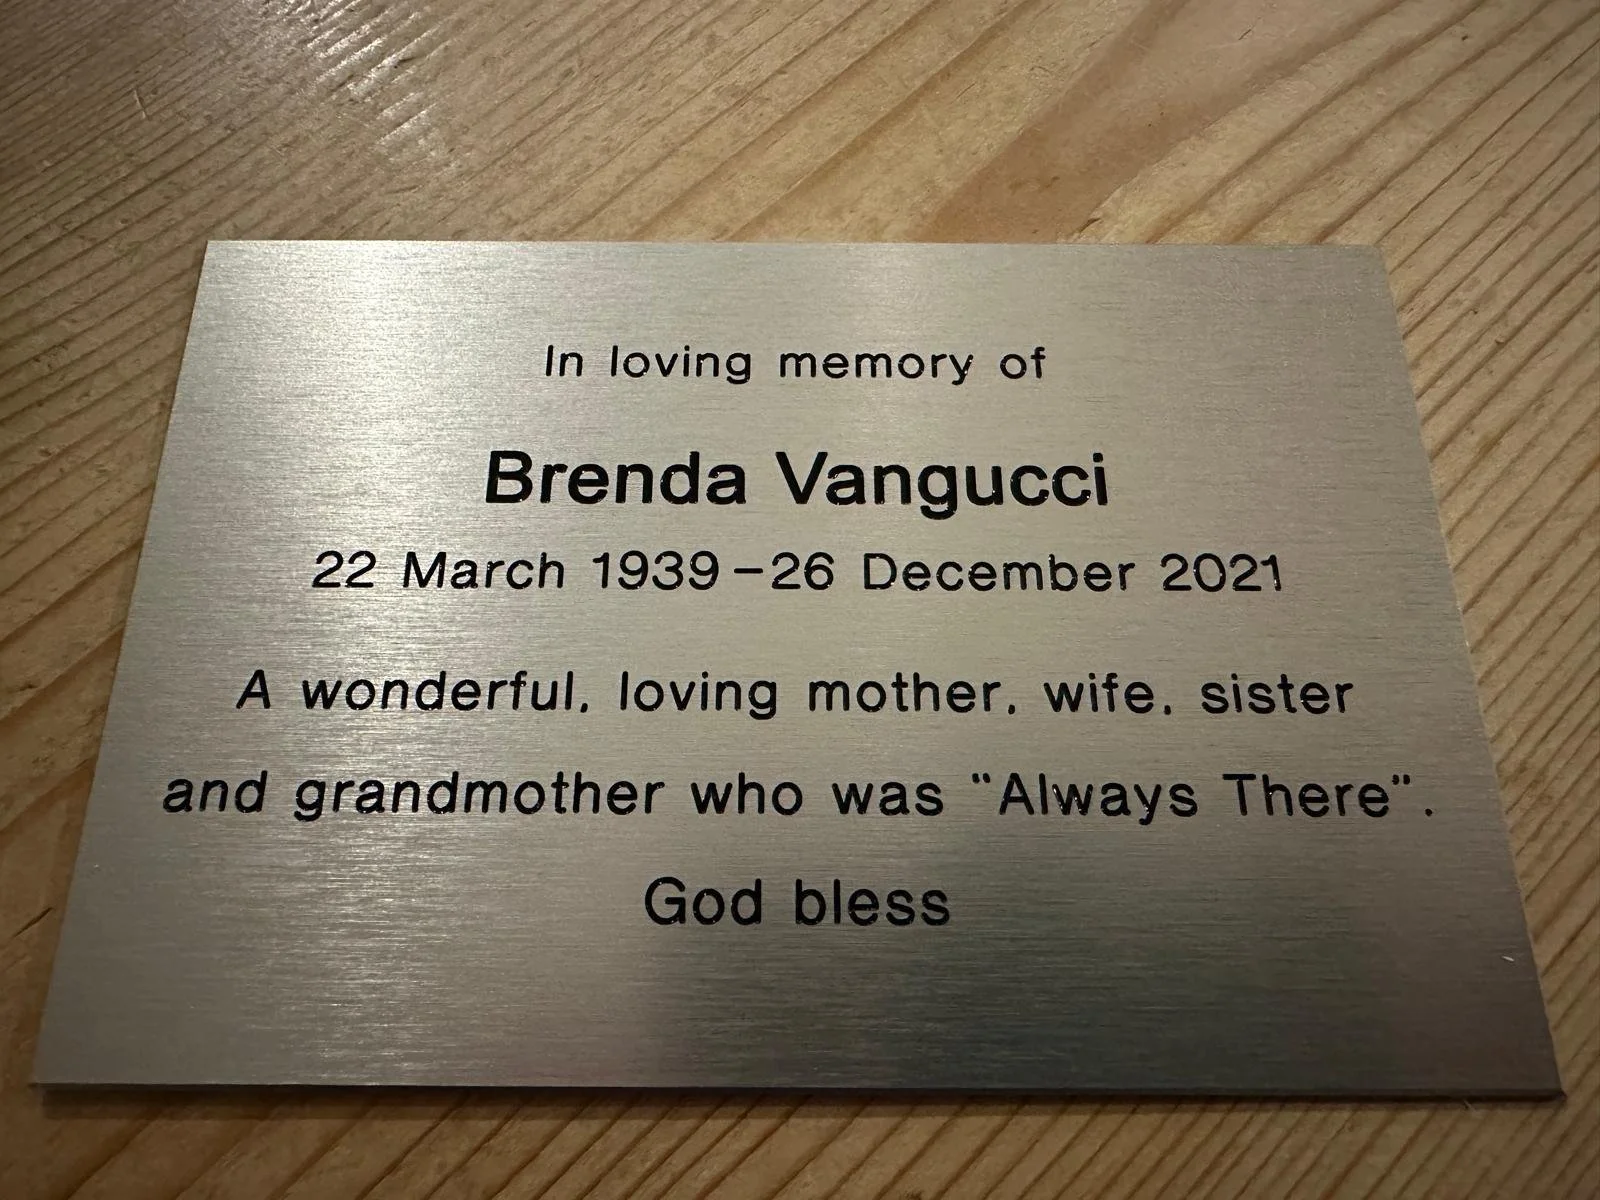 In loving memory of
Brenda Vangucci
22 March 1939 – 26 December 2021
A wonderful, loving mother, wife, sister
and grandmother who was "Always There".
God bless